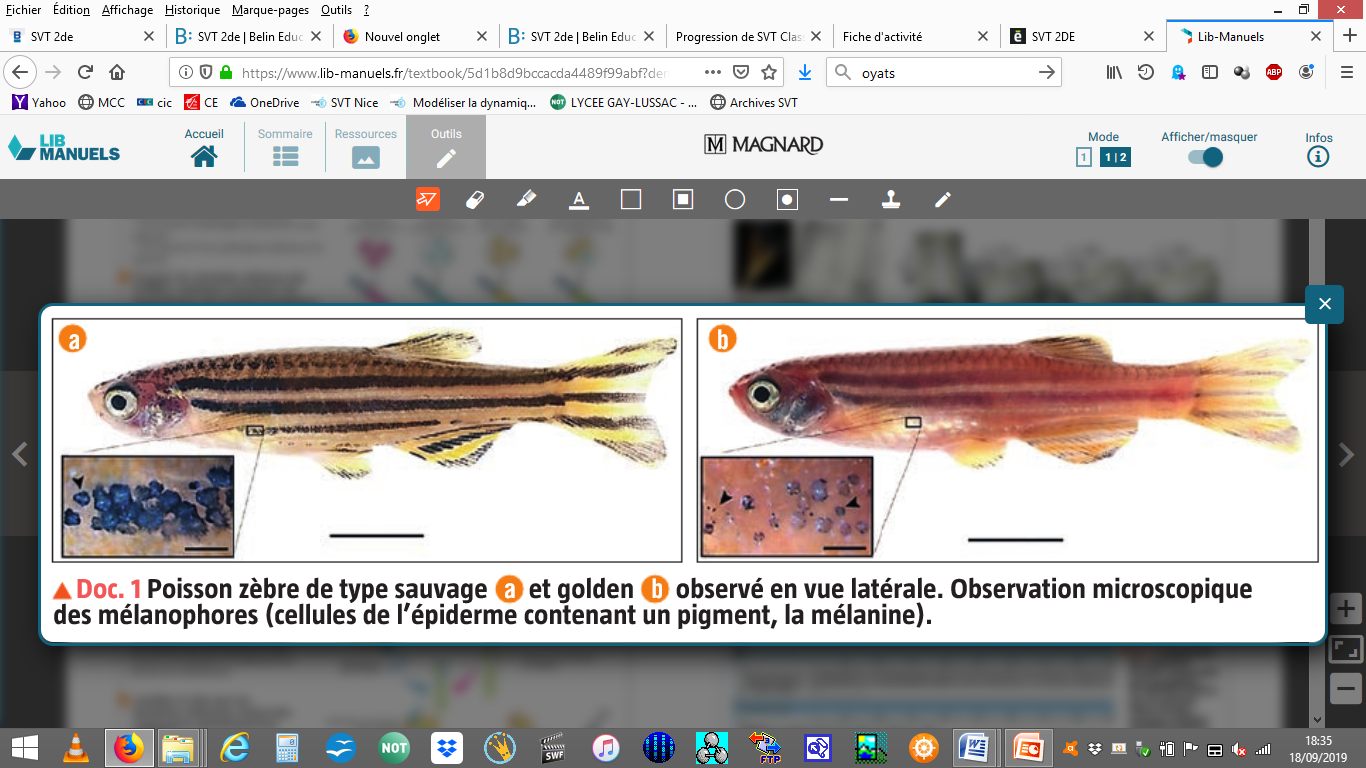 Fichier Édition Affichage Historique Marque-pages Outils ?
SVT 2de
SVT 2de | Belin Educ
Nouvel onglet
SVT 2de | Belin Educ
Progression de SVT Clas
Fiche d'activité
SVT 2DE
Lib-Manuels
https://www.lib-manuels.fr/textbook/5d1b8d9bccacda4489f99abf?der
oyats
ABP
Yahoo MCC cic CE OneDrive SVT Nice Modéliser la dynamiq... LYCEE GAY-LUSSAC - ... Archives SVT
LIB MANUELS
Accueil
Sommaire
Ressources
Outils
M MAGNARD
Mode
1
1|2
Afficher/masquer
Infos
a
b
▲ Doc. 1 Poisson zèbre de type sauvage a et golden b observé en vue latérale. Observation microscopique
des mélanophores (cellules de l'épiderme contenant un pigment, la mélanine).
NOT
SWF
FTP
18:35
18/09/2019